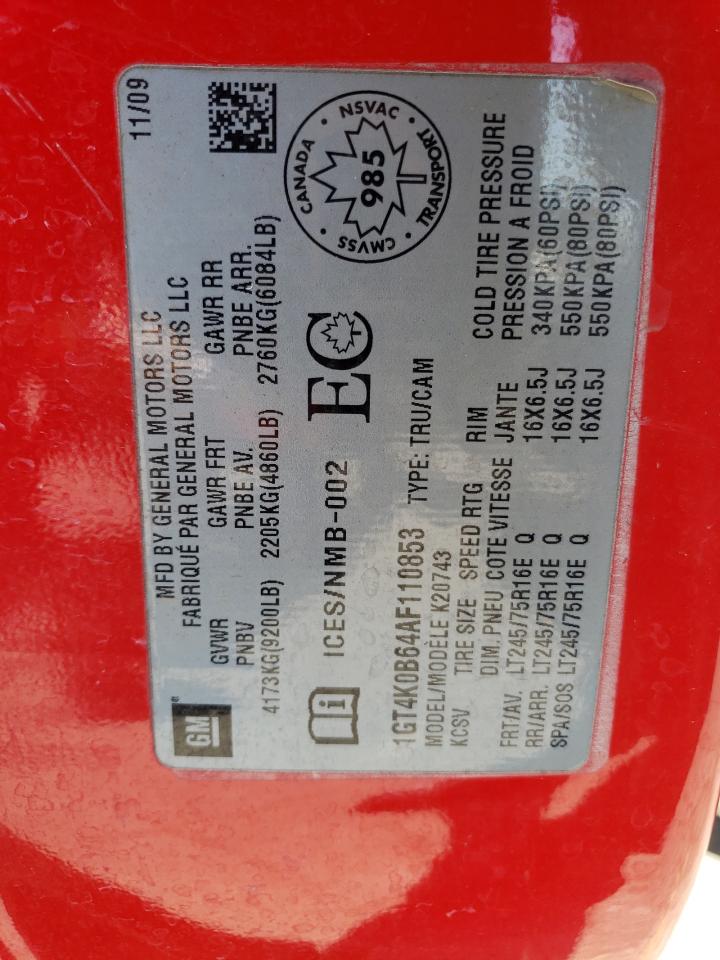 11/09
MFD BY GENERAL MOTORS LLC
FABRIQUÉ PAR GENERAL MOTORS LLC
GM®
GVWR GAWR FRT GAWR RR
PNBV PNBE AV. PNBE ARR.
4173KG(9200LB) 2205KG(4860LB) 2760KG(6084LB)
ICES/NMB-002 EC
CANADA · NSVAC · TRANSPORT · CMVSS ·
985
1GT4K0B64AF110853 TYPE: TRU/CAM
MODEL/MODÈLE K20743
KCSV TIRE SIZE SPEED RTG RIM COLD TIRE PRESSURE
DIM. PNEU COTE VITESSE JANTE PRESSION A FROID
FRT/AV. LT245/75R16E Q 16X6.5J 340KPA(60PSI)
RR/ARR. LT245/75R16E Q 16X6.5J 550KPA(80PSI)
SPA/SOS LT245/75R16E Q 16X6.5J 550KPA(80PSI)